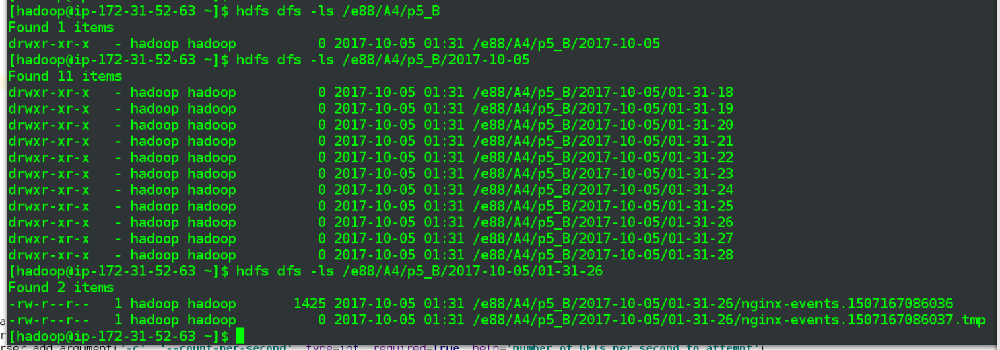 [hadoop@ip-172-31-52-63 ~]$ hdfs dfs -ls /e88/A4/p5_B
Found 1 items
drwxr-xr-x   - hadoop hadoop          0 2017-10-05 01:31 /e88/A4/p5_B/2017-10-05
[hadoop@ip-172-31-52-63 ~]$ hdfs dfs -ls /e88/A4/p5_B/2017-10-05
Found 11 items
drwxr-xr-x   - hadoop hadoop          0 2017-10-05 01:31 /e88/A4/p5_B/2017-10-05/01-31-18
drwxr-xr-x   - hadoop hadoop          0 2017-10-05 01:31 /e88/A4/p5_B/2017-10-05/01-31-19
drwxr-xr-x   - hadoop hadoop          0 2017-10-05 01:31 /e88/A4/p5_B/2017-10-05/01-31-20
drwxr-xr-x   - hadoop hadoop          0 2017-10-05 01:31 /e88/A4/p5_B/2017-10-05/01-31-21
drwxr-xr-x   - hadoop hadoop          0 2017-10-05 01:31 /e88/A4/p5_B/2017-10-05/01-31-22
drwxr-xr-x   - hadoop hadoop          0 2017-10-05 01:31 /e88/A4/p5_B/2017-10-05/01-31-23
drwxr-xr-x   - hadoop hadoop          0 2017-10-05 01:31 /e88/A4/p5_B/2017-10-05/01-31-24
drwxr-xr-x   - hadoop hadoop          0 2017-10-05 01:31 /e88/A4/p5_B/2017-10-05/01-31-25
drwxr-xr-x   - hadoop hadoop          0 2017-10-05 01:31 /e88/A4/p5_B/2017-10-05/01-31-26
drwxr-xr-x   - hadoop hadoop          0 2017-10-05 01:31 /e88/A4/p5_B/2017-10-05/01-31-27
drwxr-xr-x   - hadoop hadoop          0 2017-10-05 01:31 /e88/A4/p5_B/2017-10-05/01-31-28
[hadoop@ip-172-31-52-63 ~]$ hdfs dfs -ls /e88/A4/p5_B/2017-10-05/01-31-26
Found 2 items
-rw-r--r--   1 hadoop hadoop       1425 2017-10-05 01:31 /e88/A4/p5_B/2017-10-05/01-31-26/nginx-events.1507167086036
-rw-r--r--   1 hadoop hadoop          0 2017-10-05 01:31 /e88/A4/p5_B/2017-10-05/01-31-26/nginx-events.1507167086037.tmp
[hadoop@ip-172-31-52-63 ~]$
rser.add_argument('-c', '--count-per-second', type=int, required=True, help='number of GETs per second to attempt')